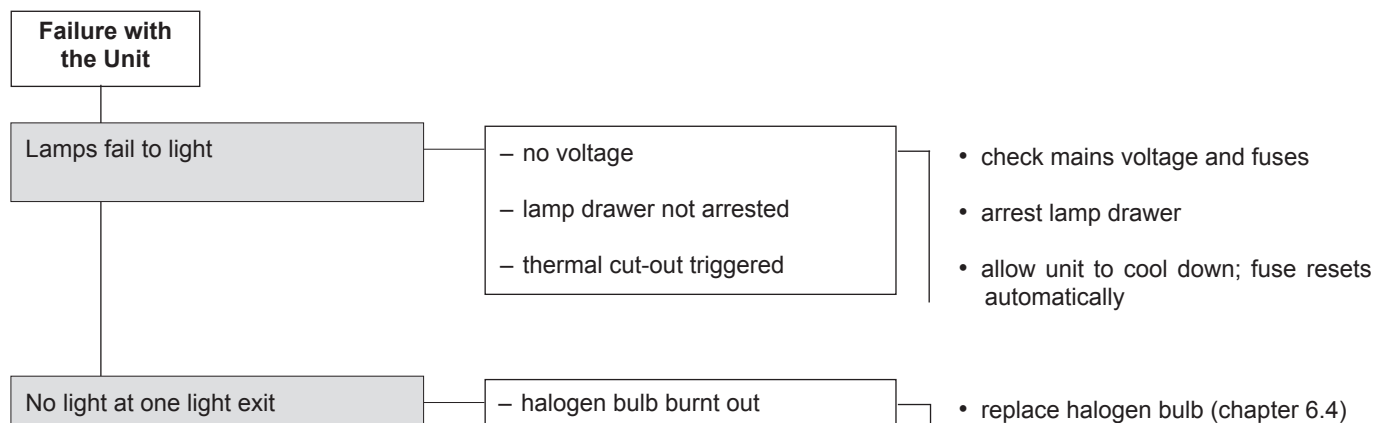 Failure with
the Unit
Lamps fail to light
– no voltage
– lamp drawer not arrested
– thermal cut-out triggered
• check mains voltage and fuses
• arrest lamp drawer
• allow unit to cool down; fuse resets
automatically
No light at one light exit
– halogen bulb burnt out
• replace halogen bulb (chapter 6.4)